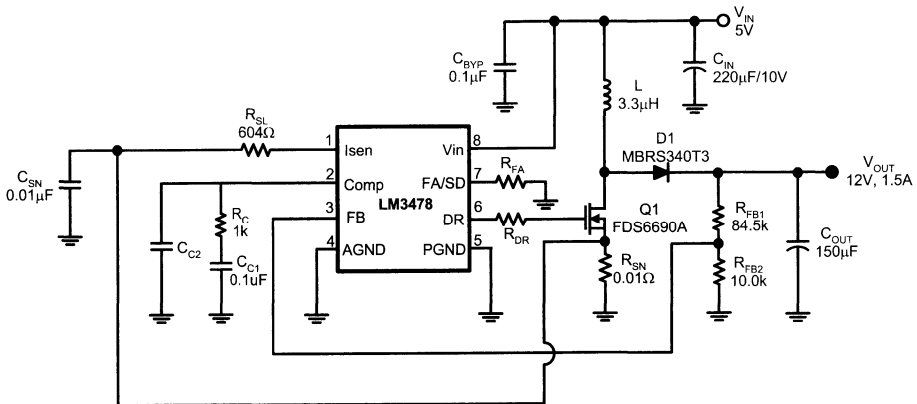 V_IN
5V
C_BYP
0.1μF
C_IN
220μF/10V
L
3.3μH
R_SL
604Ω
1
Isen
Vin
8
D1
MBRS340T3
V_OUT
12V, 1.5A
C_SN
0.01μF
2
Comp
FA/SD
7
R_FA
LM3478
R_C
1k
3
FB
DR
6
R_DR
Q1
FDS6690A
R_FB1
84.5k
C_OUT
150μF
C_C2
C_C1
0.1uF
4
AGND
PGND
5
R_SN
0.01Ω
R_FB2
10.0k